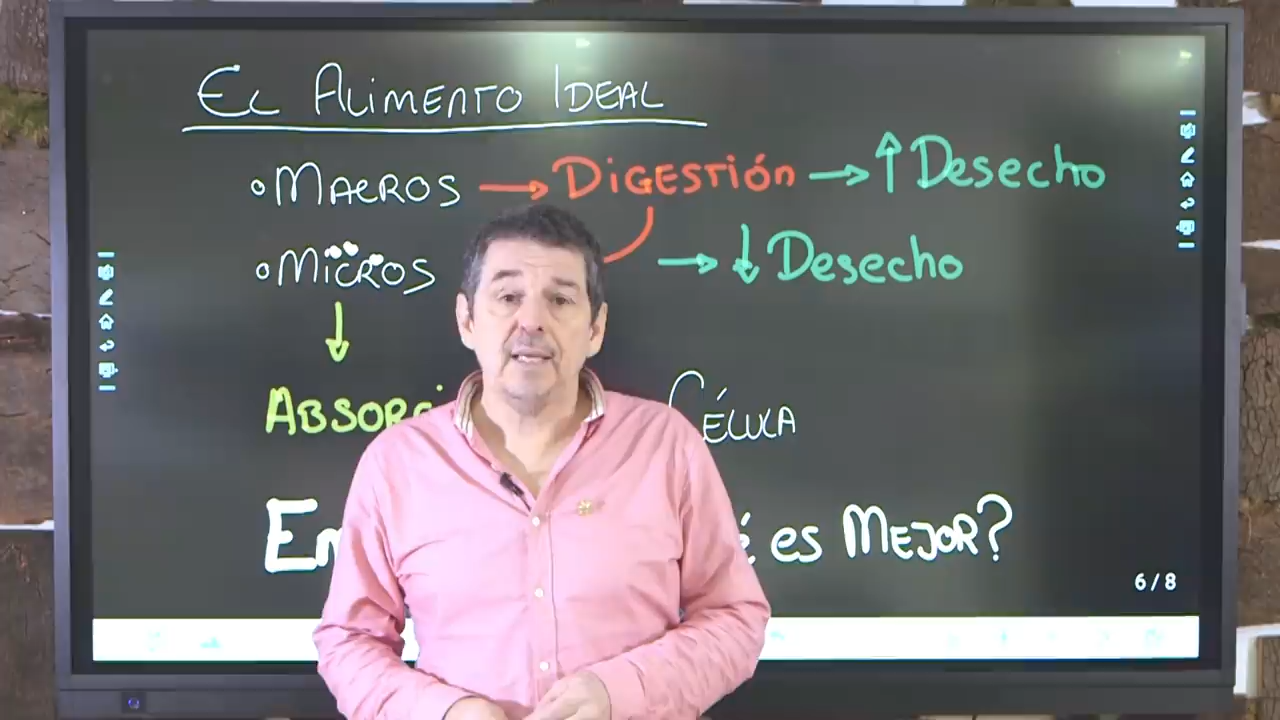 El Alimento Ideal
• Macros → Digestión → ↑ Desecho
• Micros → ↓ Desecho
↓
Célula
es Mejor?
6/8